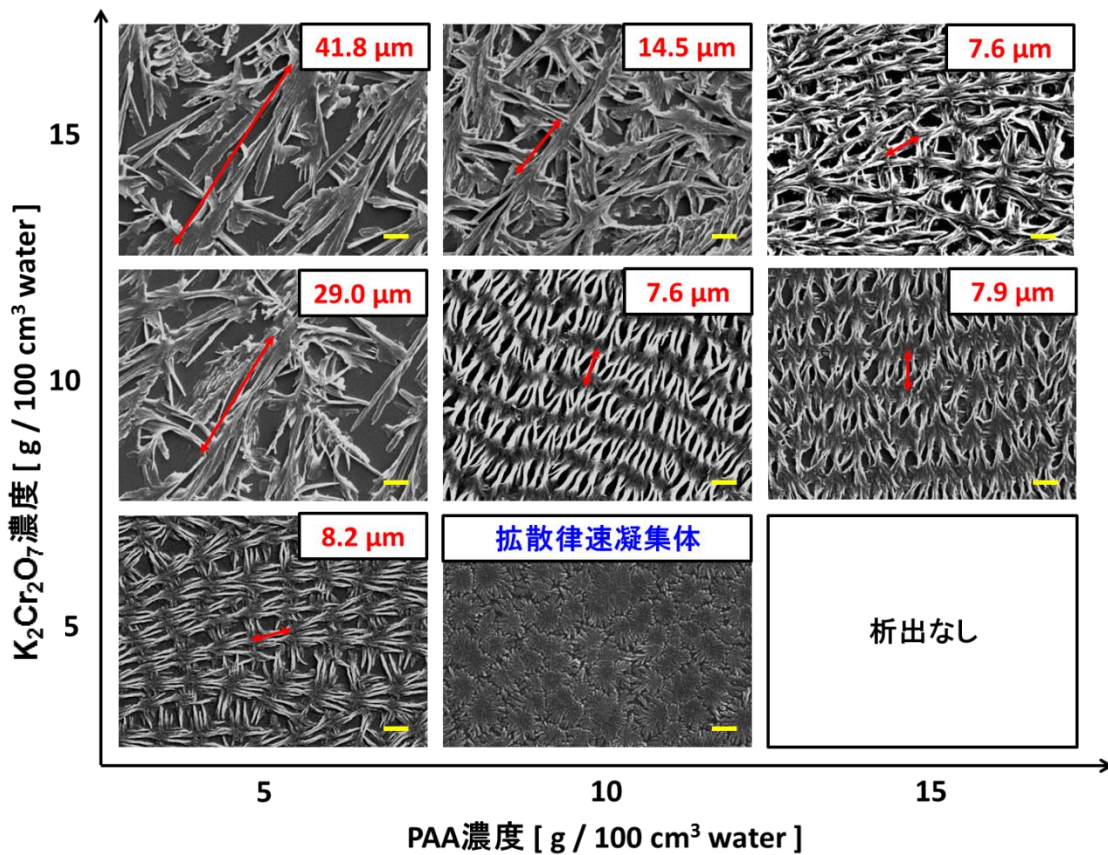 41.8 µm
14.5 µm
7.6 µm
15
29.0 µm
7.6 µm
7.9 µm
10
8.2 µm
拡散律速凝集体
析出なし
5
K₂Cr₂O₇濃度 [ g / 100 cm³ water ]
5
10
15
PAA濃度 [ g / 100 cm³ water ]